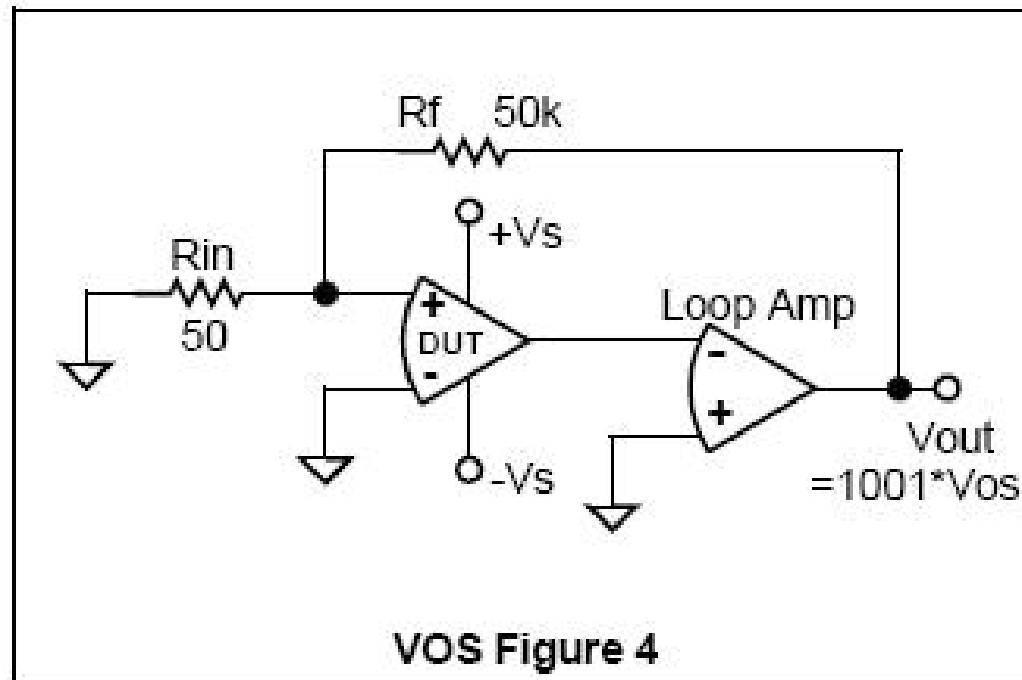 Rf 50k
+Vs
Rin
50
+
DUT
-
-Vs
Loop Amp
-
+
Vout
=1001*Vos
VOS Figure 4